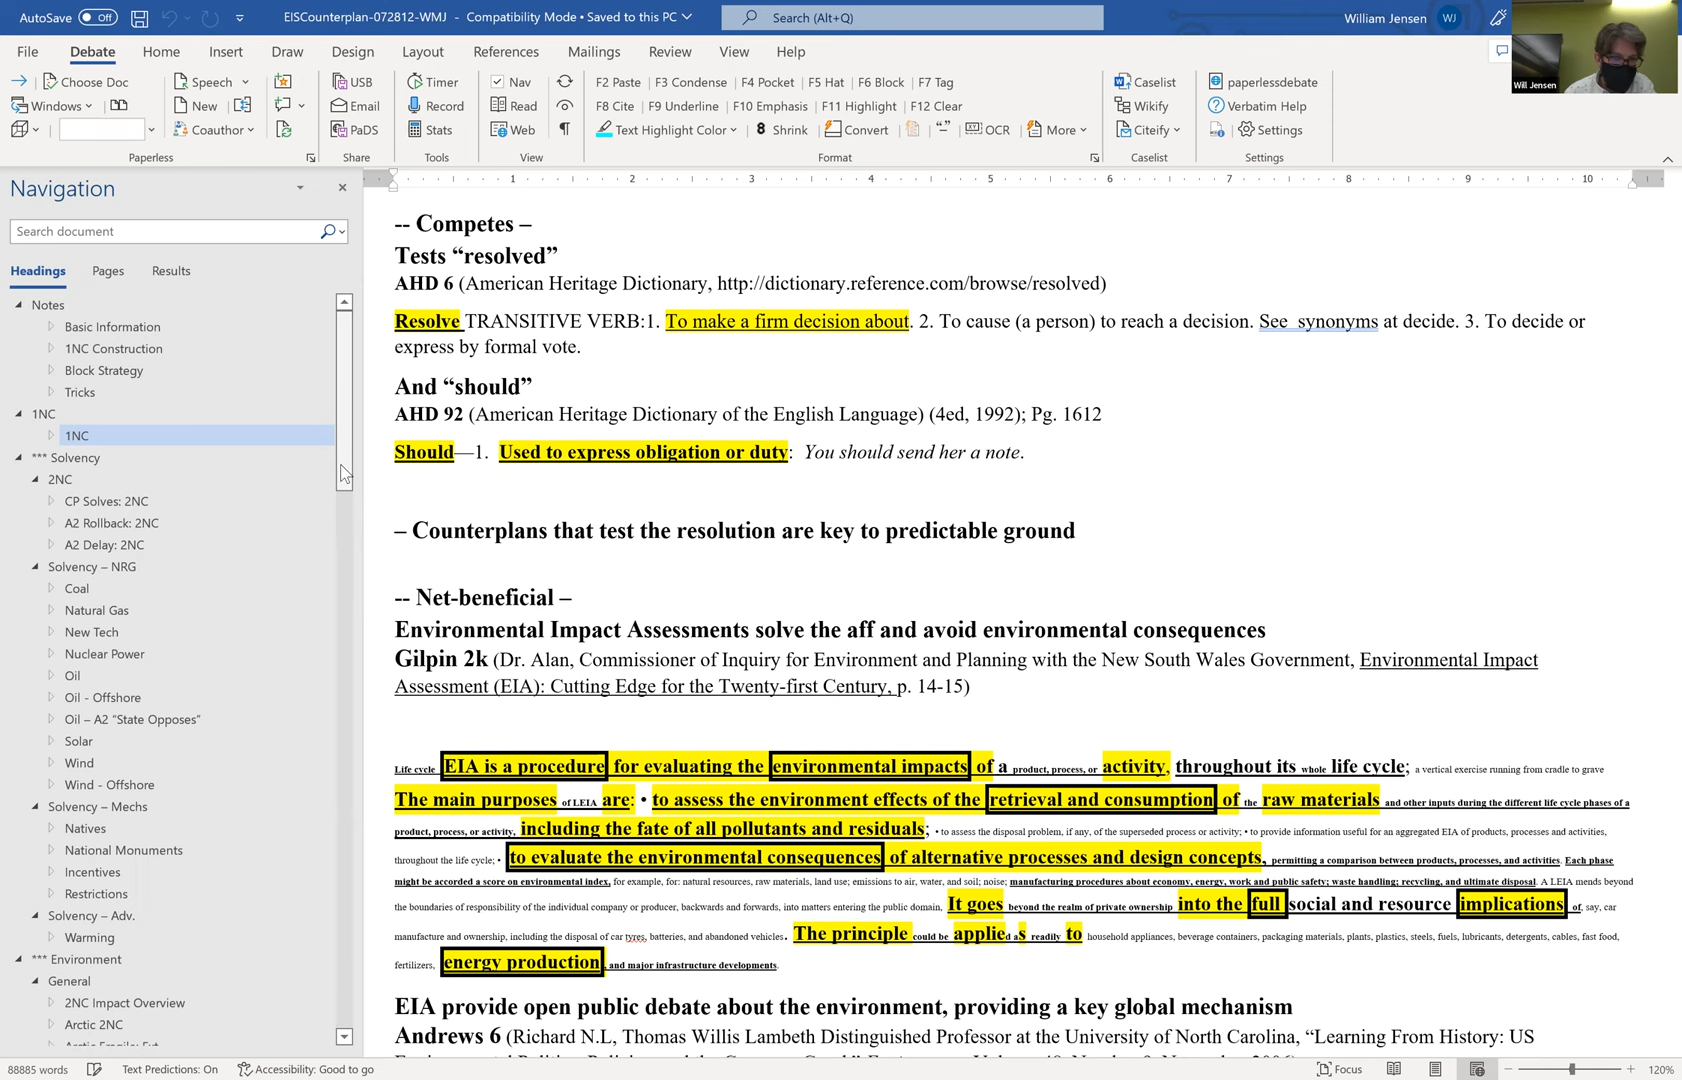 AutoSave Off EISCounterplan-072812-WMJ - Compatibility Mode • Saved to this PC Search (Alt+Q) William Jensen WJ
File Debate Home Insert Draw Design Layout References Mailings Review View Help
Choose Doc Speech USB Timer Nav F2 Paste F3 Condense F4 Pocket F5 Hat F6 Block F7 Tag Caselist paperlessdebate
Windows New Email Record Read F8 Cite F9 Underline F10 Emphasis F11 Highlight F12 Clear Wikify Verbatim Help
Coauthor PaDS Stats Web Text Highlight Color 8 Shrink Convert OCR More Citeify Settings
Paperless Share Tools View Format Caselist Settings
Will Jensen
Navigation
Search document
Headings Pages Results
Notes
Basic Information
1NC Construction
Block Strategy
Tricks
1NC
1NC
*** Solvency
2NC
CP Solves: 2NC
A2 Rollback: 2NC
A2 Delay: 2NC
Solvency – NRG
Coal
Natural Gas
New Tech
Nuclear Power
Oil
Oil - Offshore
Oil – A2 “State Opposes”
Solar
Wind
Wind - Offshore
Solvency – Mechs
Natives
National Monuments
Incentives
Restrictions
Solvency – Adv.
Warming
*** Environment
General
2NC Impact Overview
Arctic 2NC
1 2 3 4 5 6 7 8 9 10
-- Competes –
Tests “resolved”
AHD 6 (American Heritage Dictionary, http://dictionary.reference.com/browse/resolved)
Resolve TRANSITIVE VERB:1. To make a firm decision about. 2. To cause (a person) to reach a decision. See synonyms at decide. 3. To decide or
express by formal vote.
And “should”
AHD 92 (American Heritage Dictionary of the English Language) (4ed, 1992); Pg. 1612
Should—1. Used to express obligation or duty: You should send her a note.
– Counterplans that test the resolution are key to predictable ground
-- Net-beneficial –
Environmental Impact Assessments solve the aff and avoid environmental consequences
Gilpin 2k (Dr. Alan, Commissioner of Inquiry for Environment and Planning with the New South Wales Government, Environmental Impact
Assessment (EIA): Cutting Edge for the Twenty-first Century, p. 14-15)
Life cycle EIA is a procedure for evaluating the environmental impacts of a product, process, or activity, throughout its whole life cycle; a vertical exercise running from cradle to grave
The main purposes of LEIA are: • to assess the environment effects of the retrieval and consumption of the raw materials and other inputs during the different life cycle phases of a
product, process, or activity, including the fate of all pollutants and residuals; • to assess the disposal problem, if any, of the superseded process or activity; • to provide information useful for an aggregated EIA of products, processes and activities,
throughout the life cycle; • to evaluate the environmental consequences of alternative processes and design concepts, permitting a comparison between products, processes, and activities. Each phase
might be accorded a score on environmental index, for example, for: natural resources, raw materials, land use; emissions to air, water, and soil; noise; manufacturing procedures about economy, energy, work and public safety; waste handling; recycling, and ultimate disposal. A LEIA mends beyond
the boundaries of responsibility of the individual company or producer, backwards and forwards, into matters entering the public domain, It goes beyond the realm of private ownership into the full social and resource implications of, say, car
manufacture and ownership, including the disposal of car tyres, batteries, and abandoned vehicles. The principle could be applied as readily to household appliances, beverage containers, packaging materials, plants, plastics, steels, fuels, lubricants, detergents, cables, fast food,
fertilizers, energy production, and major infrastructure developments.
EIA provide open public debate about the environment, providing a key global mechanism
Andrews 6 (Richard N.L, Thomas Willis Lambeth Distinguished Professor at the University of North Carolina, “Learning From History: US
88885 words Text Predictions: On Accessibility: Good to go Focus 120%